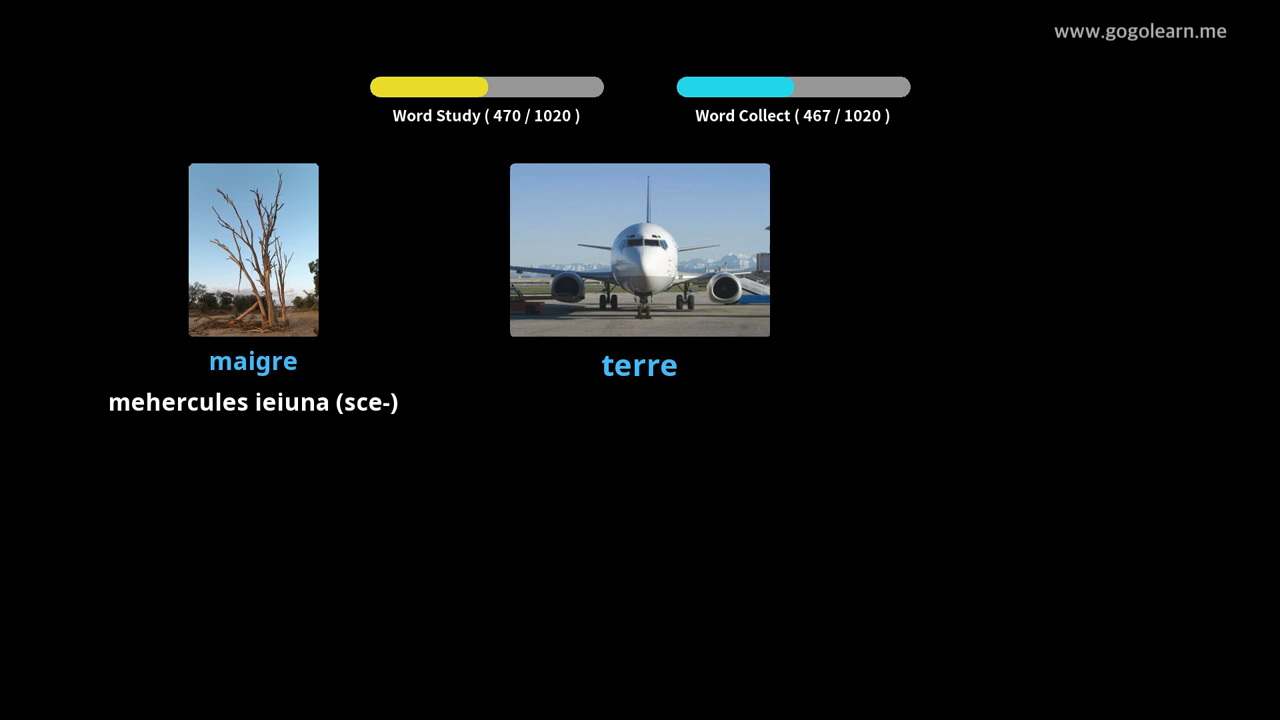 www.gogolearn.me
Word Study ( 470 / 1020 )
Word Collect ( 467 / 1020 )
maigre
terre
mehercules ieiuna (sce-)